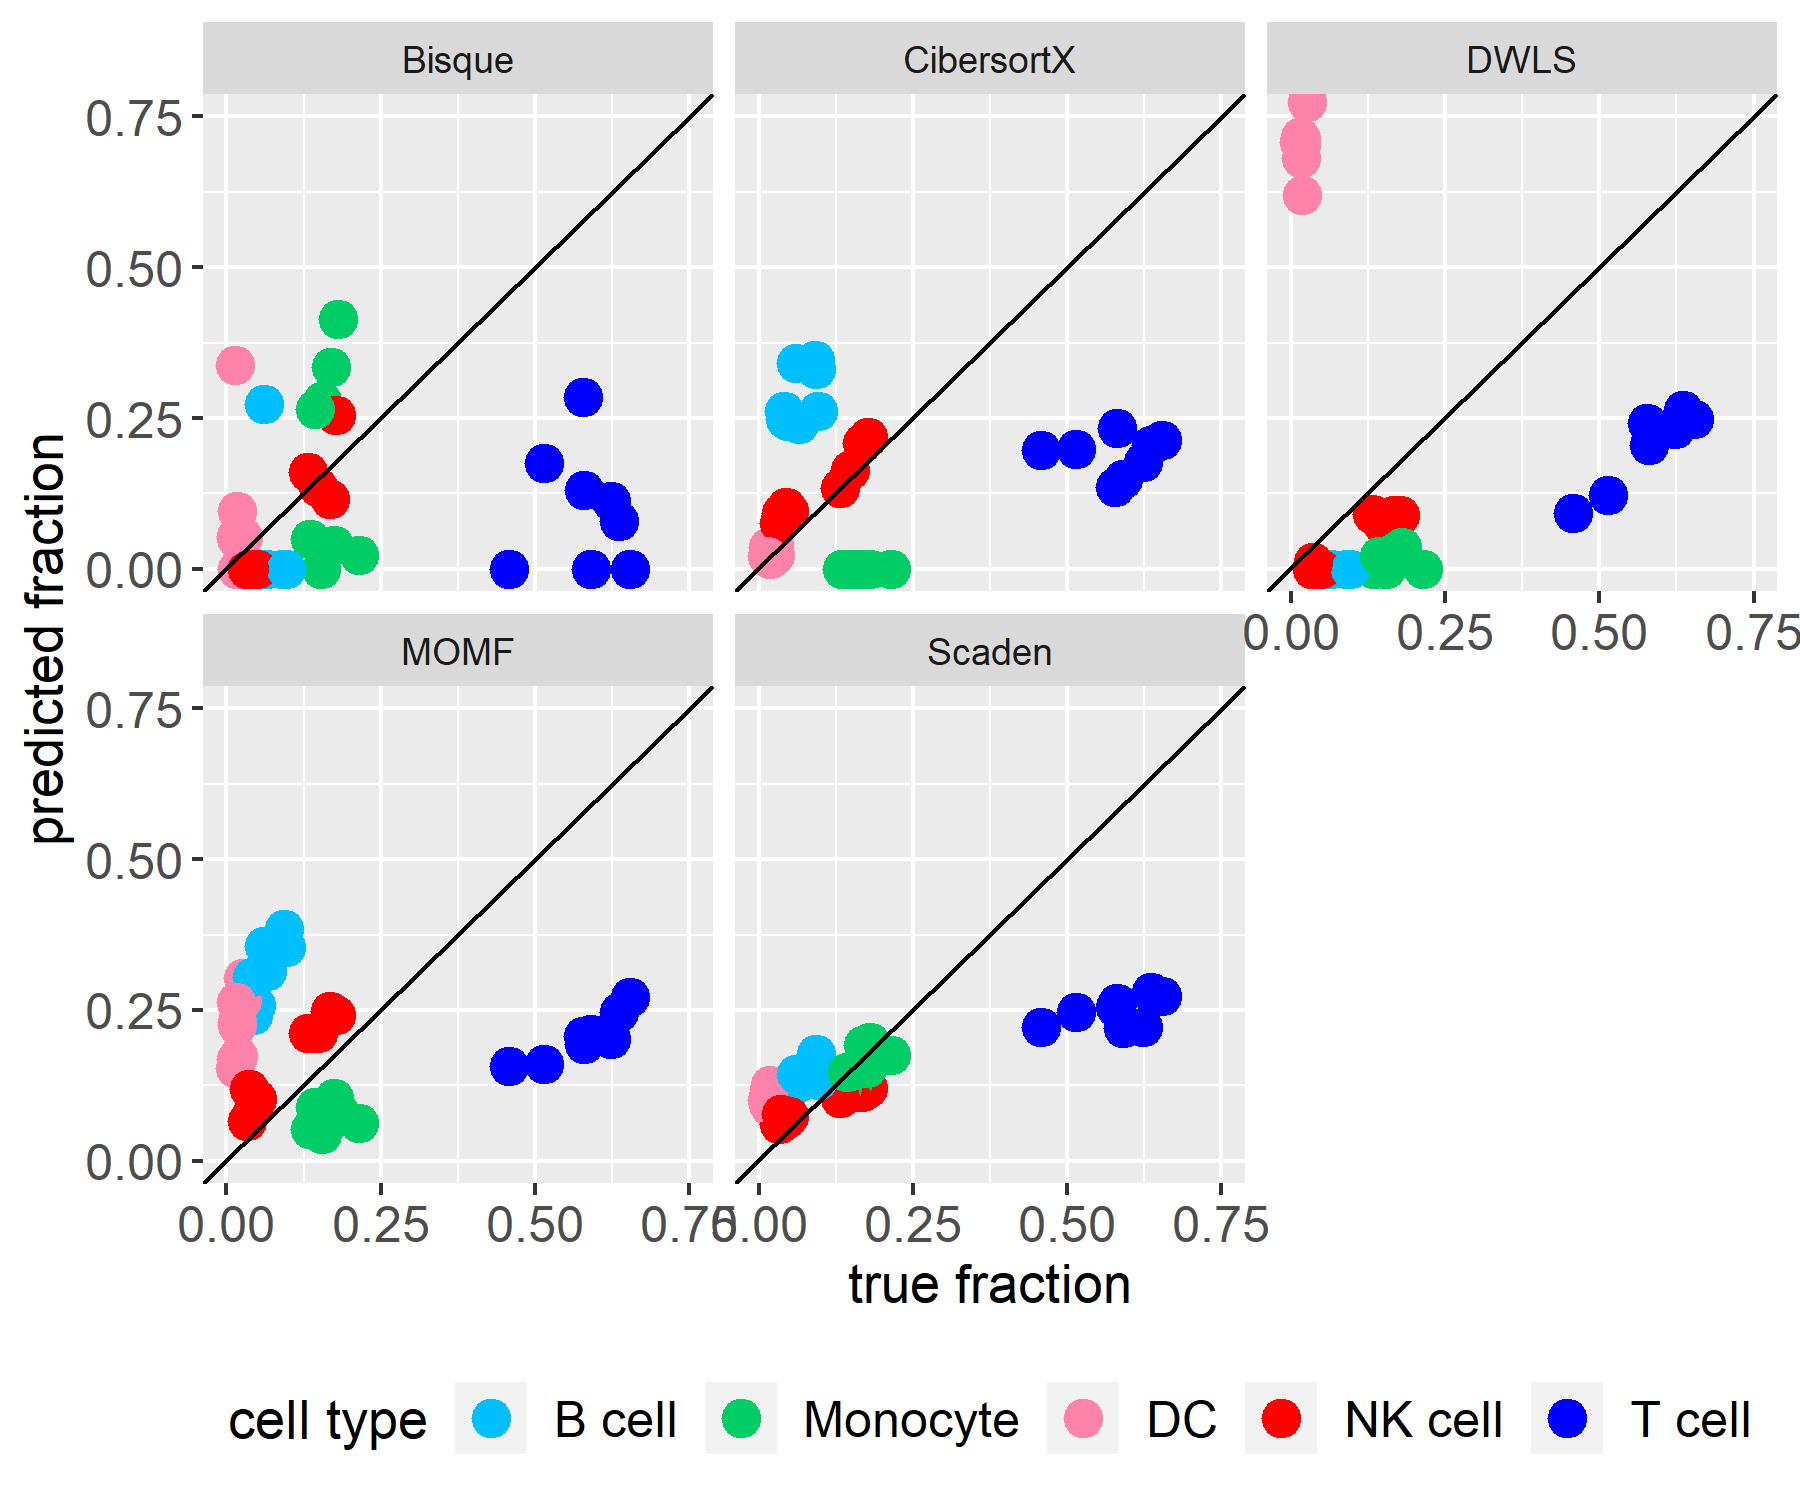 Bisque CibersortX DWLS
0.75
0.50
0.25
0.00
0.00 0.25 0.50 0.75
MOMF Scaden
0.75
0.50
0.25
0.00
0.00 0.25 0.50 0.75 0.00 0.25 0.50 0.75
predicted fraction
true fraction
cell type B cell Monocyte DC NK cell T cell